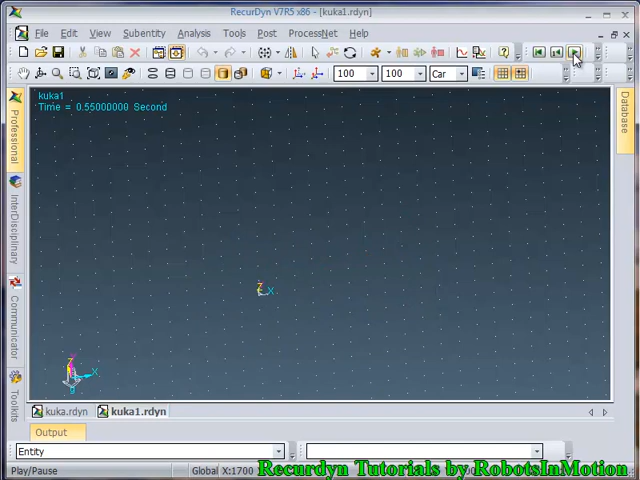 RecurDyn V7R5 x86 - [kuka1.rdyn]
File Edit View Subentity Analysis Tools Post ProcessNet Help
100 100 Car
kuka1
Time = 0.55000000 Second
Professional
InterDisciplinary
Communicator
Toolkits
Database
Z
X
Z
X
kuka.rdyn kuka1.rdyn
Output
Entity
Play/Pause Global X:1700
Recurdyn Tutorials by RobotsInMotion